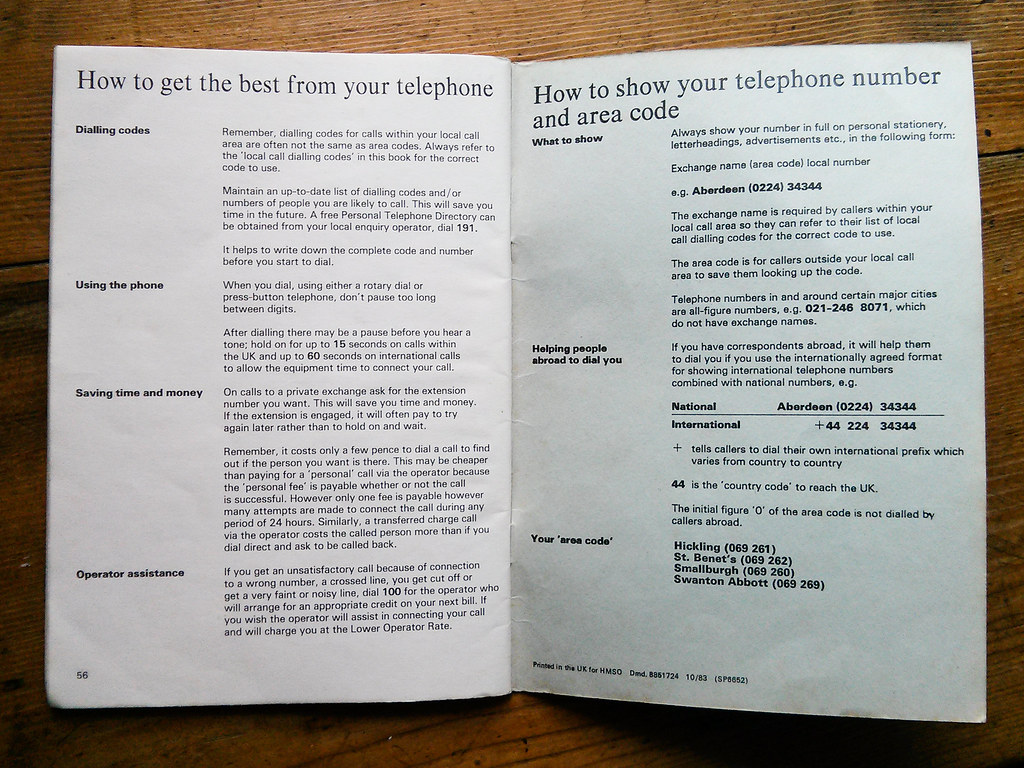 How to get the best from your telephone
Dialling codes
Remember, dialling codes for calls within your local call
area are often not the same as area codes. Always refer to
the 'local call dialling codes' in this book for the correct
code to use.
Maintain an up-to-date list of dialling codes and/or
numbers of people you are likely to call. This will save you
time in the future. A free Personal Telephone Directory can
be obtained from your local enquiry operator, dial 191.
It helps to write down the complete code and number
before you start to dial.
Using the phone
When you dial, using either a rotary dial or
press-button telephone, don't pause too long
between digits.
After dialling there may be a pause before you hear a
tone; hold on for up to 15 seconds on calls within
the UK and up to 60 seconds on international calls
to allow the equipment time to connect your call.
Saving time and money
On calls to a private exchange ask for the extension
number you want. This will save you time and money.
If the extension is engaged, it will often pay to try
again later rather than to hold on and wait.
Remember, it costs only a few pence to dial a call to find
out if the person you want is there. This may be cheaper
than paying for a 'personal' call via the operator because
the 'personal fee' is payable whether or not the call
is successful. However only one fee is payable however
many attempts are made to connect the call during any
period of 24 hours. Similarly, a transferred charge call
via the operator costs the called person more than if you
dial direct and ask to be called back.
Operator assistance
If you get an unsatisfactory call because of connection
to a wrong number, a crossed line, you get cut off or
get a very faint or noisy line, dial 100 for the operator who
will arrange for an appropriate credit on your next bill. If
you wish the operator will assist in connecting your call
and will charge you at the Lower Operator Rate.
56
How to show your telephone number
and area code
What to show
Always show your number in full on personal stationery,
letterheadings, advertisements etc., in the following form:
Exchange name (area code) local number
e.g. Aberdeen (0224) 34344
The exchange name is required by callers within your
local call area so they can refer to their list of local
call dialling codes for the correct code to use.
The area code is for callers outside your local call
area to save them looking up the code.
Telephone numbers in and around certain major cities
are all-figure numbers, e.g. 021-246 8071, which
do not have exchange names.
Helping people
abroad to dial you
If you have correspondents abroad, it will help them
to dial you if you use the internationally agreed format
for showing international telephone numbers
combined with national numbers, e.g.
National Aberdeen (0224) 34344
International +44 224 34344
+ tells callers to dial their own international prefix which
varies from country to country
44 is the 'country code' to reach the UK.
The initial figure '0' of the area code is not dialled by
callers abroad.
Your 'area code'
Hickling (069 261)
St. Benet's (069 262)
Smallburgh (069 260)
Swanton Abbott (069 269)
Printed in the UK for HMSO Dmd. 8861724 10/83 (SP8652)